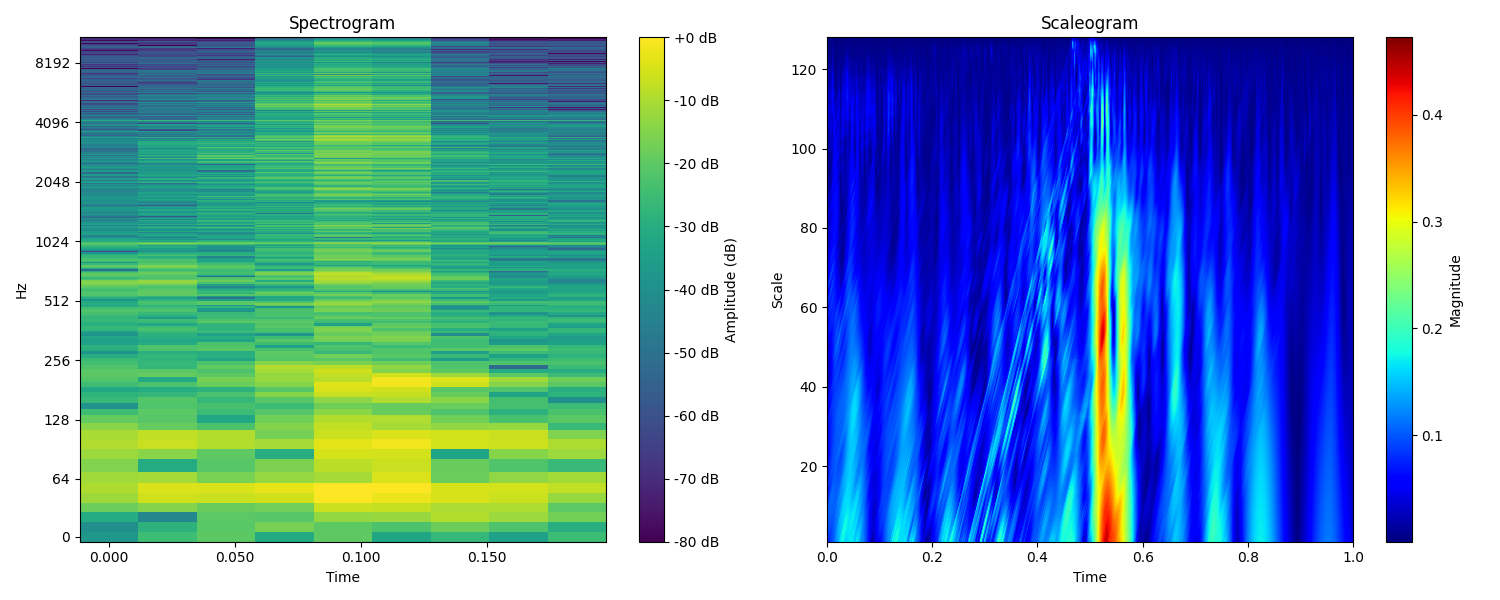 Spectrogram
Hz
8192
4096
2048
1024
512
256
128
64
0
0.000 0.050 0.100 0.150
Time
+0 dB
-10 dB
-20 dB
-30 dB
-40 dB
-50 dB
-60 dB
-70 dB
-80 dB
Amplitude (dB)
Scaleogram
Scale
120
100
80
60
40
20
0.0 0.2 0.4 0.6 0.8 1.0
Time
0.4
0.3
0.2
0.1
Magnitude